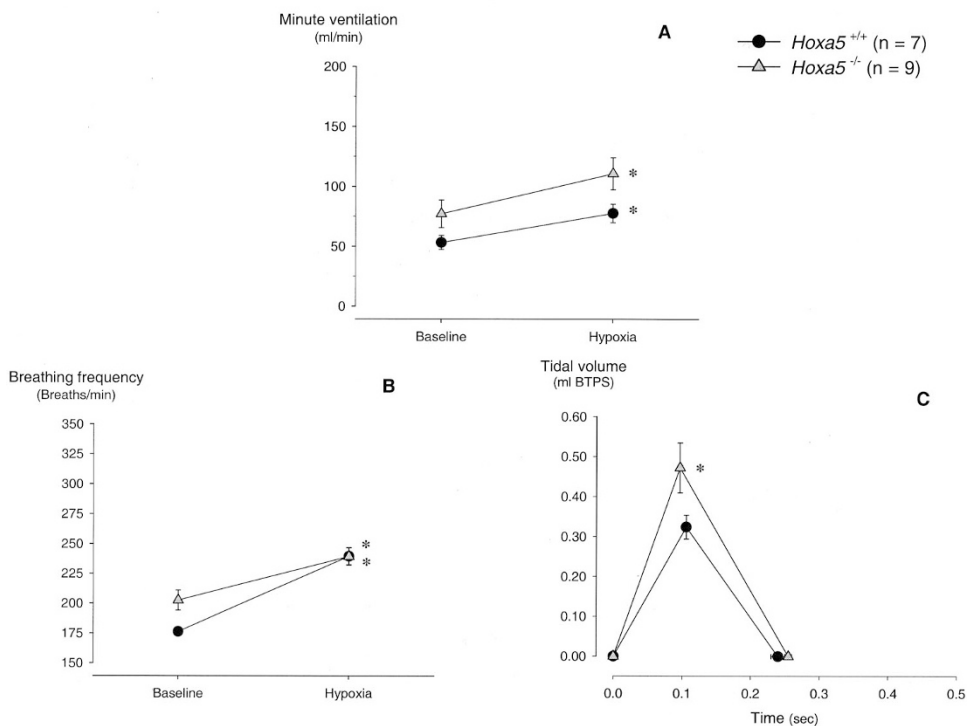 Minute ventilation
(ml/min)
A
Hoxa5 +/+ (n = 7)
Hoxa5 -/- (n = 9)
200
150
100
50
0
*
*
Baseline
Hypoxia
Breathing frequency
(Breaths/min)
B
350
325
300
275
250
225
200
175
150
*
*
Baseline
Hypoxia
Tidal volume
(ml BTPS)
C
0.60
0.50
0.40
0.30
0.20
0.10
0.00
*
0.0
0.1
0.2
0.3
0.4
0.5
Time (sec)